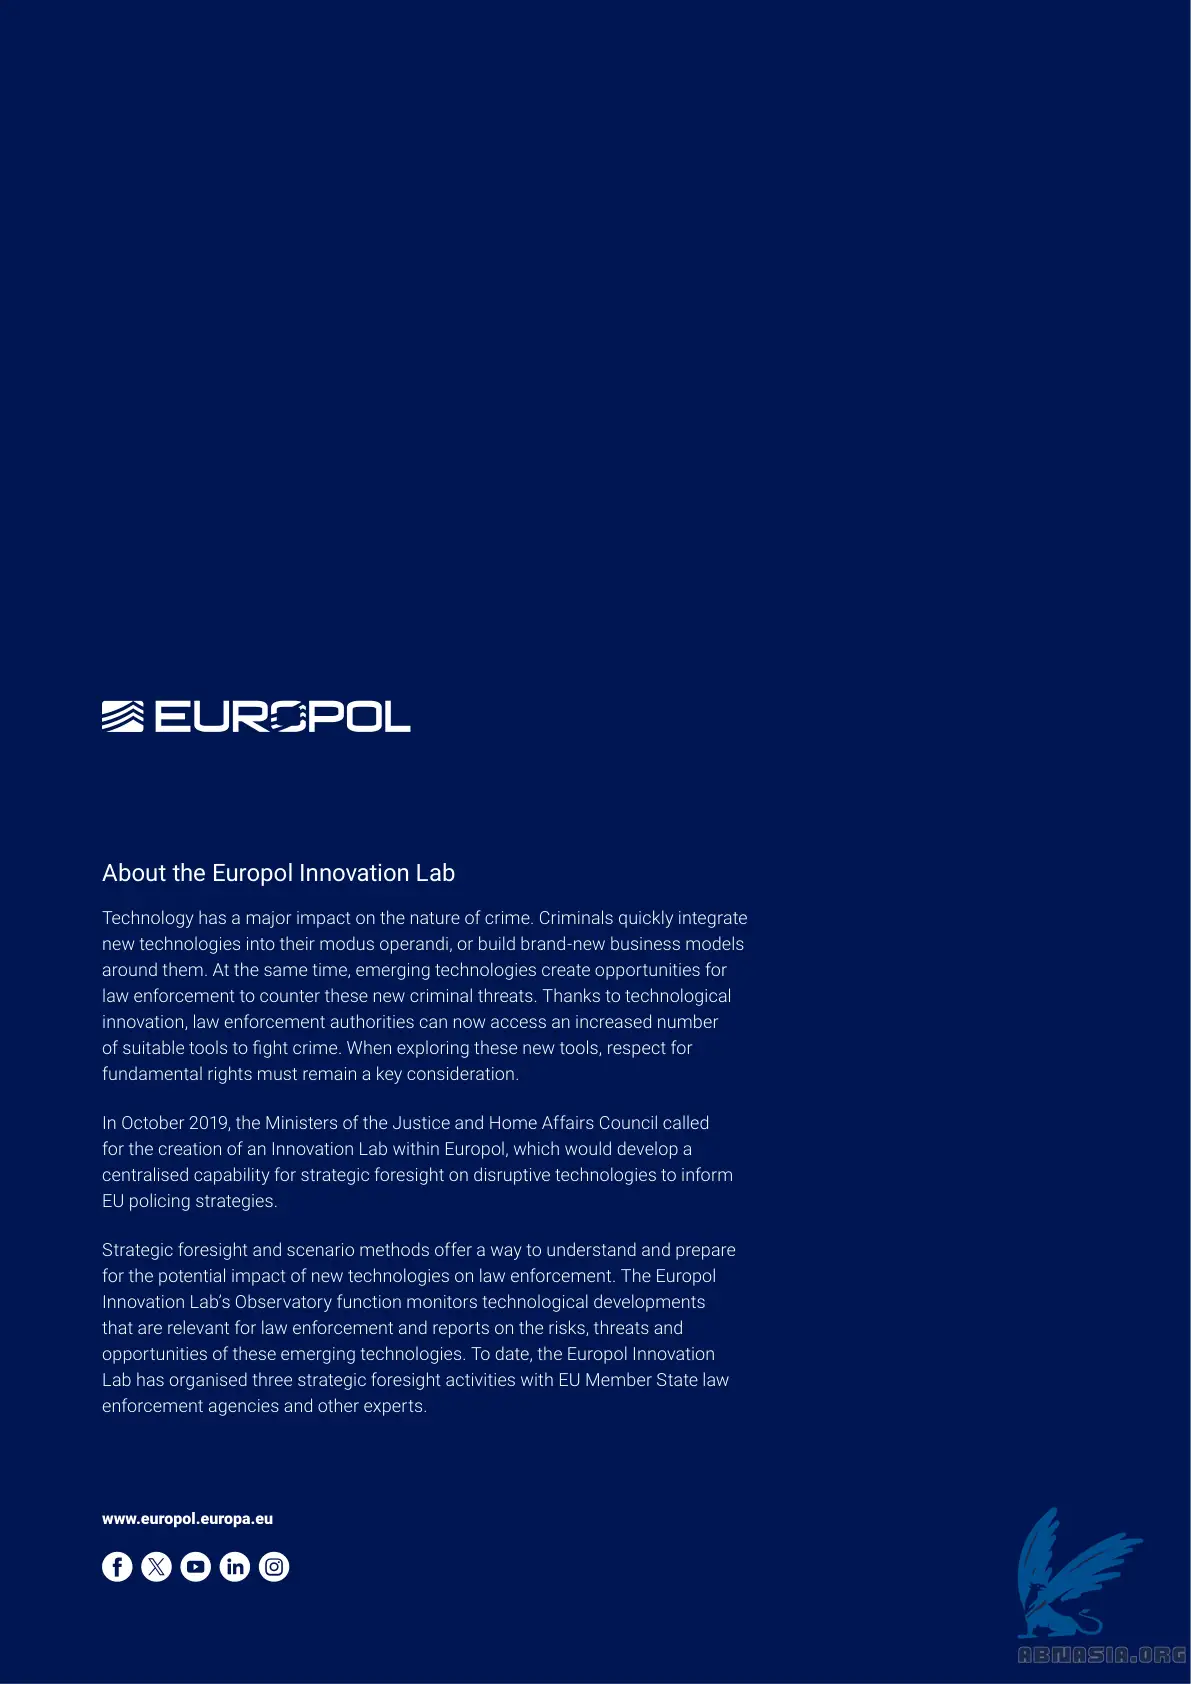 EUROPOL
About the Europol Innovation Lab
Technology has a major impact on the nature of crime. Criminals quickly integrate
new technologies into their modus operandi, or build brand-new business models
around them. At the same time, emerging technologies create opportunities for
law enforcement to counter these new criminal threats. Thanks to technological
innovation, law enforcement authorities can now access an increased number
of suitable tools to fight crime. When exploring these new tools, respect for
fundamental rights must remain a key consideration.
In October 2019, the Ministers of the Justice and Home Affairs Council called
for the creation of an Innovation Lab within Europol, which would develop a
centralised capability for strategic foresight on disruptive technologies to inform
EU policing strategies.
Strategic foresight and scenario methods offer a way to understand and prepare
for the potential impact of new technologies on law enforcement. The Europol
Innovation Lab’s Observatory function monitors technological developments
that are relevant for law enforcement and reports on the risks, threats and
opportunities of these emerging technologies. To date, the Europol Innovation
Lab has organised three strategic foresight activities with EU Member State law
enforcement agencies and other experts.
www.europol.europa.eu
ABNASIA.ORG